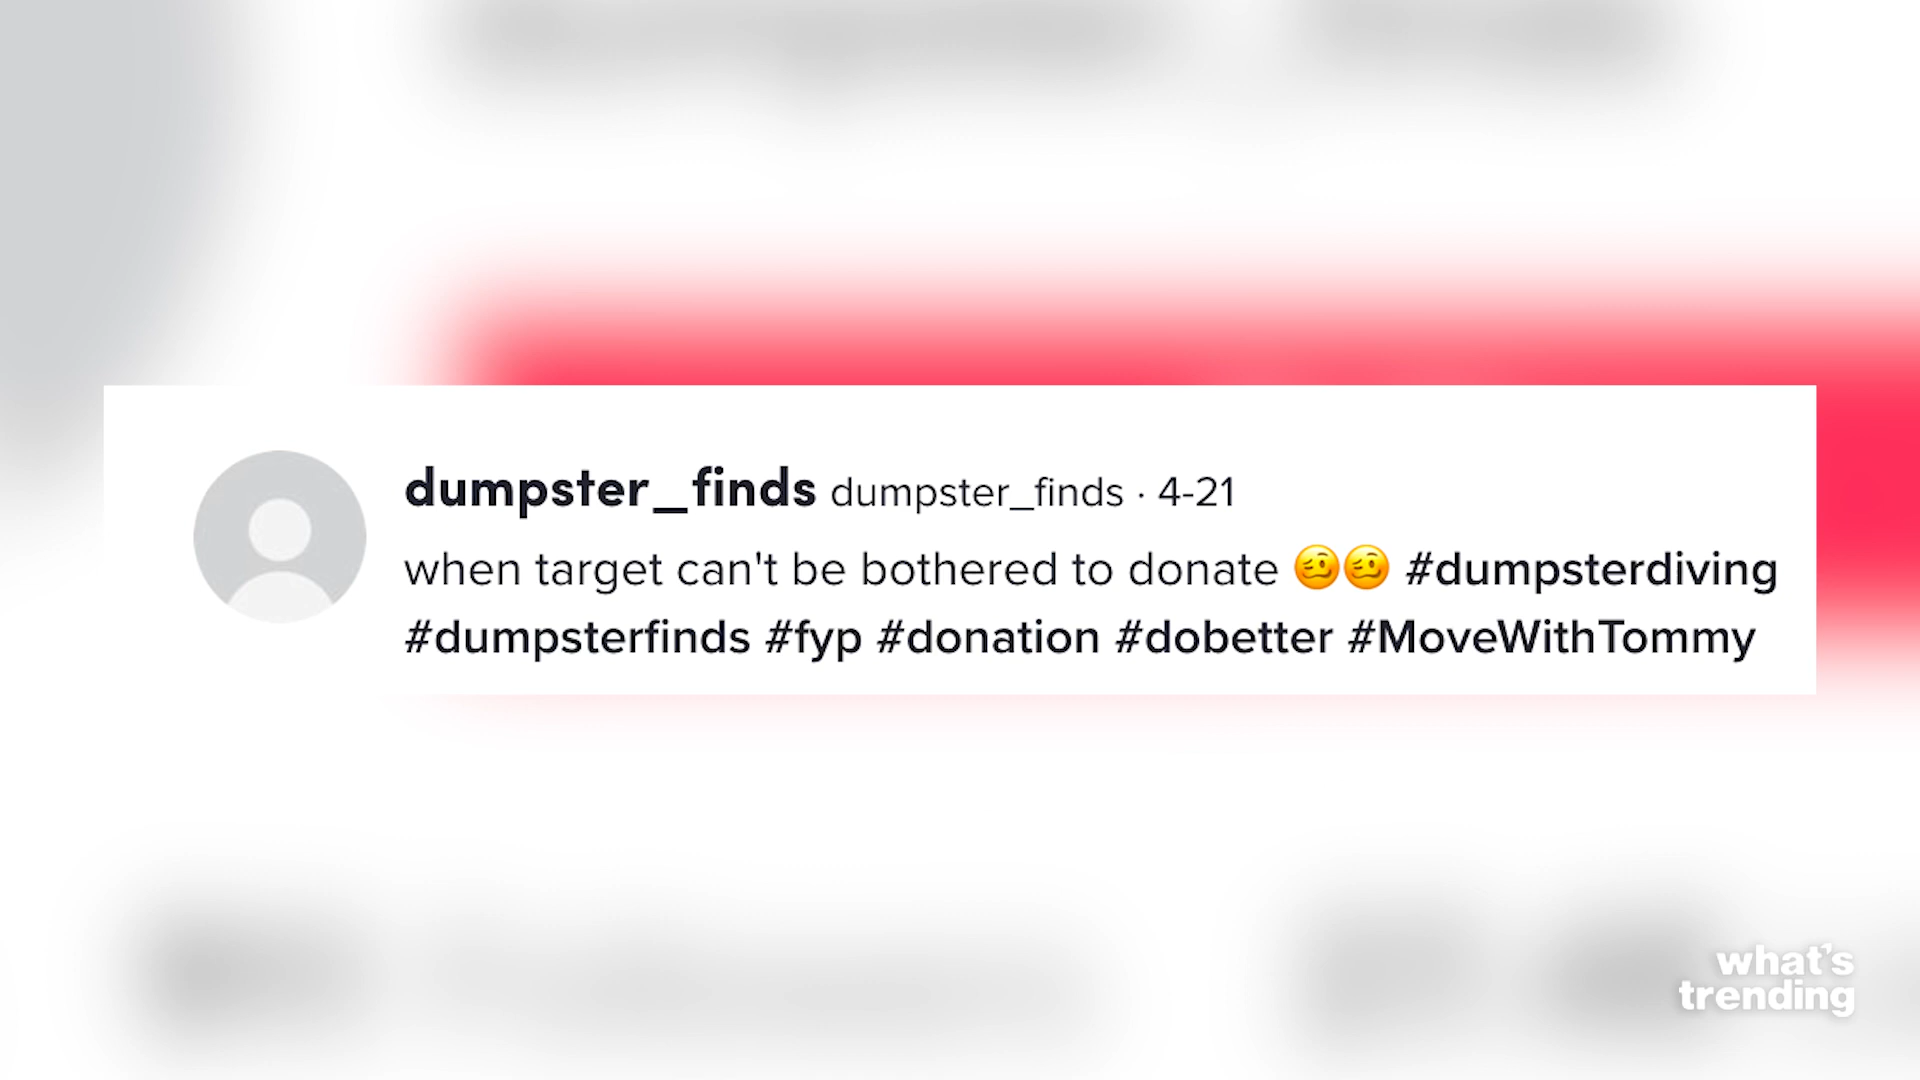 dumpster_finds dumpster_finds · 4-21
when target can't be bothered to donate 🥴🥴 #dumpsterdiving
#dumpsterfinds #fyp #donation #dobetter #MoveWithTommy
what's
trending